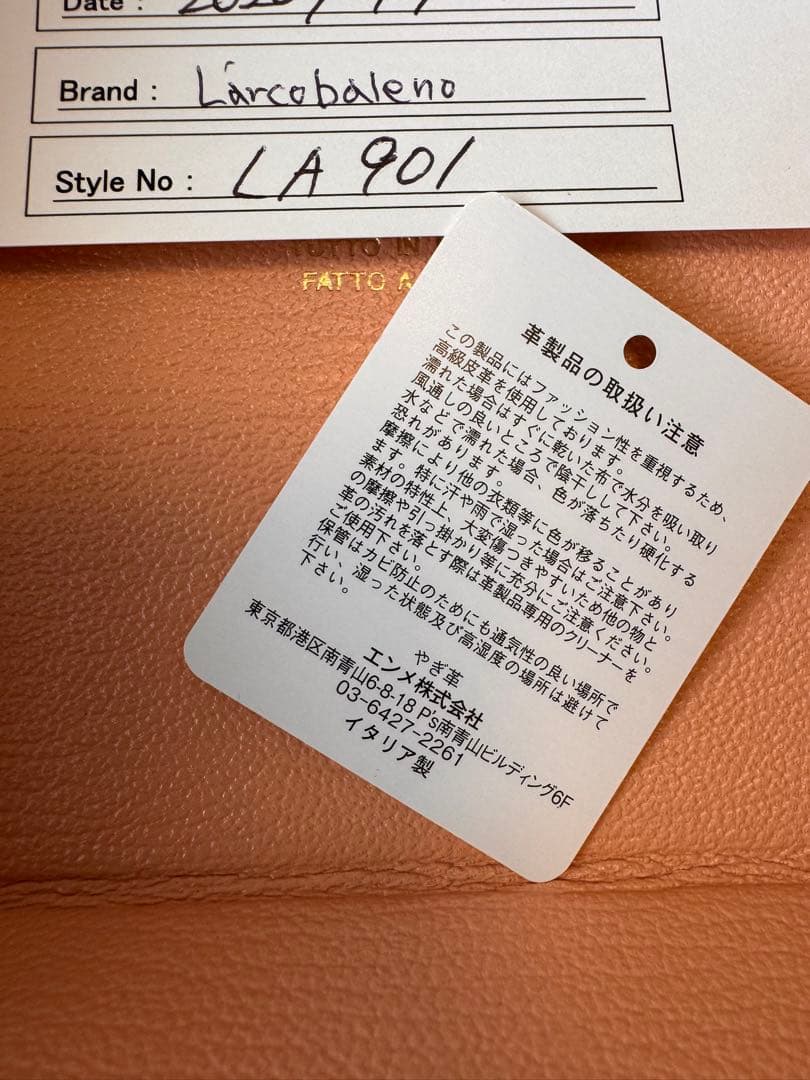 Date :
Brand : L'arcobaleno
Style No : LA 901
FATTO A
革製品の取扱い注意
この製品にはファッション性を重視するため、
高級皮革を使用しております。
濡れた場合はすぐに乾いた布で水分を吸い取り
風通しの良いところで陰干しして下さい。
水などで濡れた場合、色が落ちたり硬化する
恐れがあります。
摩擦により他の衣類等に色が移ることがあり
ます。特に汗や雨で湿った場合はご注意下さい。
素材の特性上、大変傷つきやすいため他の物と
の摩擦や引っ掛かり等に充分にご注意ください。
革の汚れを落とす際は革製品専用のクリーナーを
ご使用下さい。
保管はカビ防止のためにも通気性の良い場所で
行い、湿った状態及び高湿度の場所は避けて
下さい。
やぎ革
エンメ株式会社
東京都港区南青山6-8-18 P's南青山ビルディング6F
03-6427-2261
イタリア製